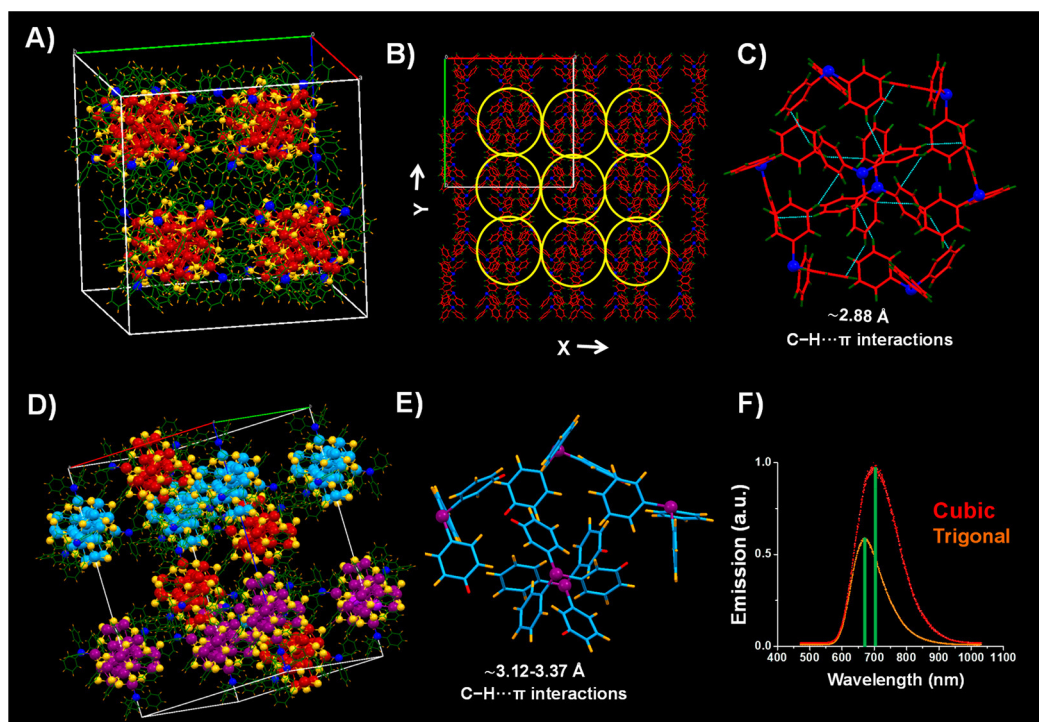 A)
B)
C)
Y →
X →
~2.88 Å
C−H⋯π interactions
D)
E)
F)
~3.12-3.37 Å
C−H⋯π interactions
1.0
0.5
0.0
Emission (a.u.)
Cubic
Trigonal
400 500 600 700 800 900 1000 1100
Wavelength (nm)